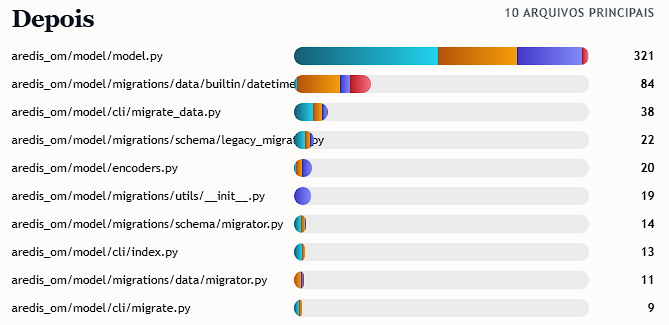 Depois
10 ARQUIVOS PRINCIPAIS
aredis_om/model/model.py 321
aredis_om/model/migrations/data/builtin/datetime 84
aredis_om/model/cli/migrate_data.py 38
aredis_om/model/migrations/schema/legacy_migrat py 22
aredis_om/model/encoders.py 20
aredis_om/model/migrations/utils/__init__.py 19
aredis_om/model/migrations/schema/migrator.py 14
aredis_om/model/cli/index.py 13
aredis_om/model/migrations/data/migrator.py 11
aredis_om/model/cli/migrate.py 9